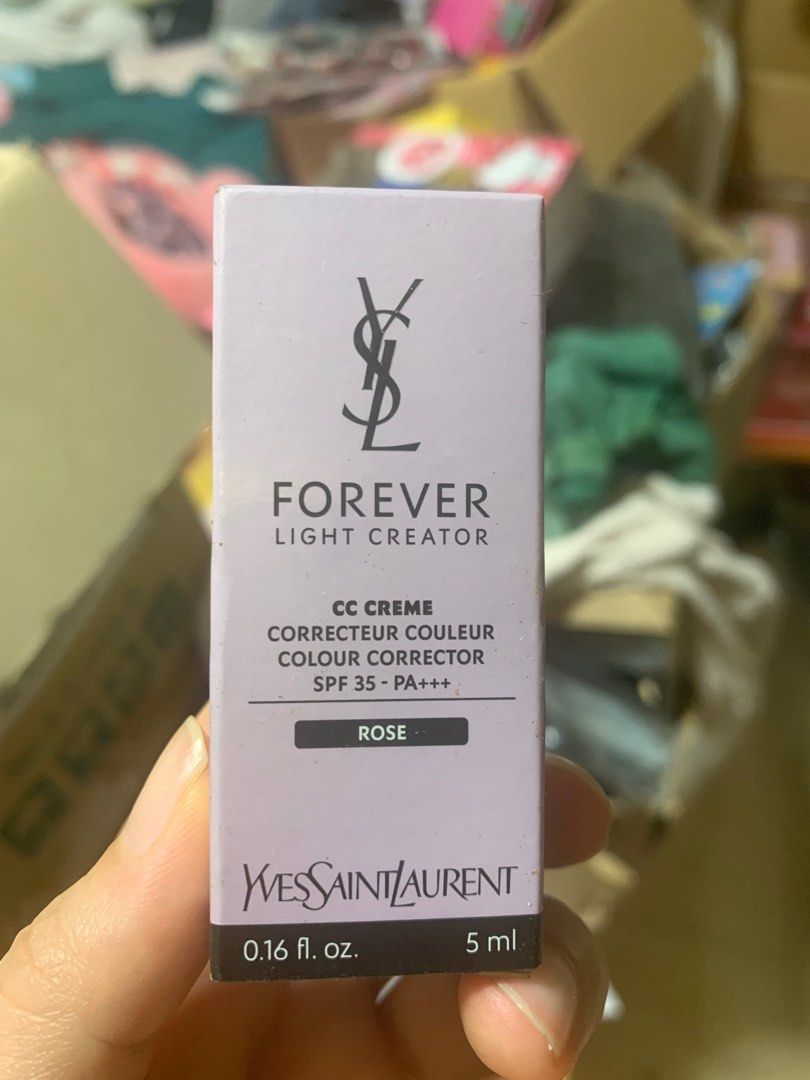 YSL
FOREVER
LIGHT CREATOR
CC CREME
CORRECTEUR COULEUR
COLOUR CORRECTOR
SPF 35 - PA+++
ROSE
YVESSAINTLAURENT
0.16 fl. oz. 5 ml